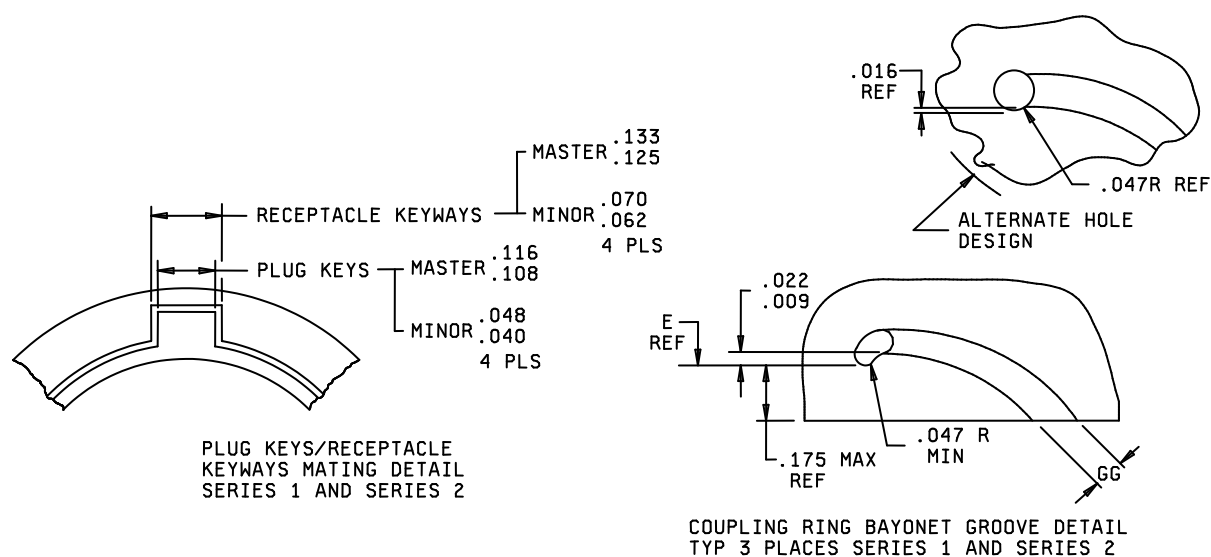 .016
REF
.047R REF
ALTERNATE HOLE
DESIGN
RECEPTACLE KEYWAYS
MASTER .133
.125
MINOR .070
.062
4 PLS
PLUG KEYS
MASTER .116
.108
MINOR .048
.040
4 PLS
PLUG KEYS/RECEPTACLE
KEYWAYS MATING DETAIL
SERIES 1 AND SERIES 2
.022
.009
E
REF
.047 R
MIN
.175 MAX
REF
GG
COUPLING RING BAYONET GROOVE DETAIL
TYP 3 PLACES SERIES 1 AND SERIES 2